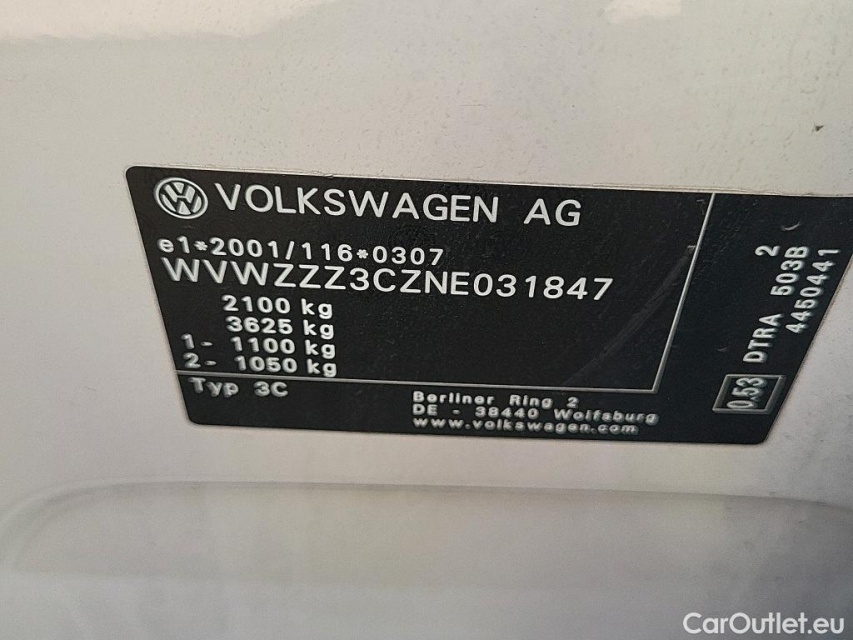 VOLKSWAGEN AG
e1*2001/116*0307
WVWZZZ3CZNE031847
2100 kg
3625 kg
1- 1100 kg
2- 1050 kg
Typ 3C
Berliner Ring 2
DE - 38440 Wolfsburg
www.volkswagen.com
2
DTRA 503B
4450441
0.53
CarOutlet.eu